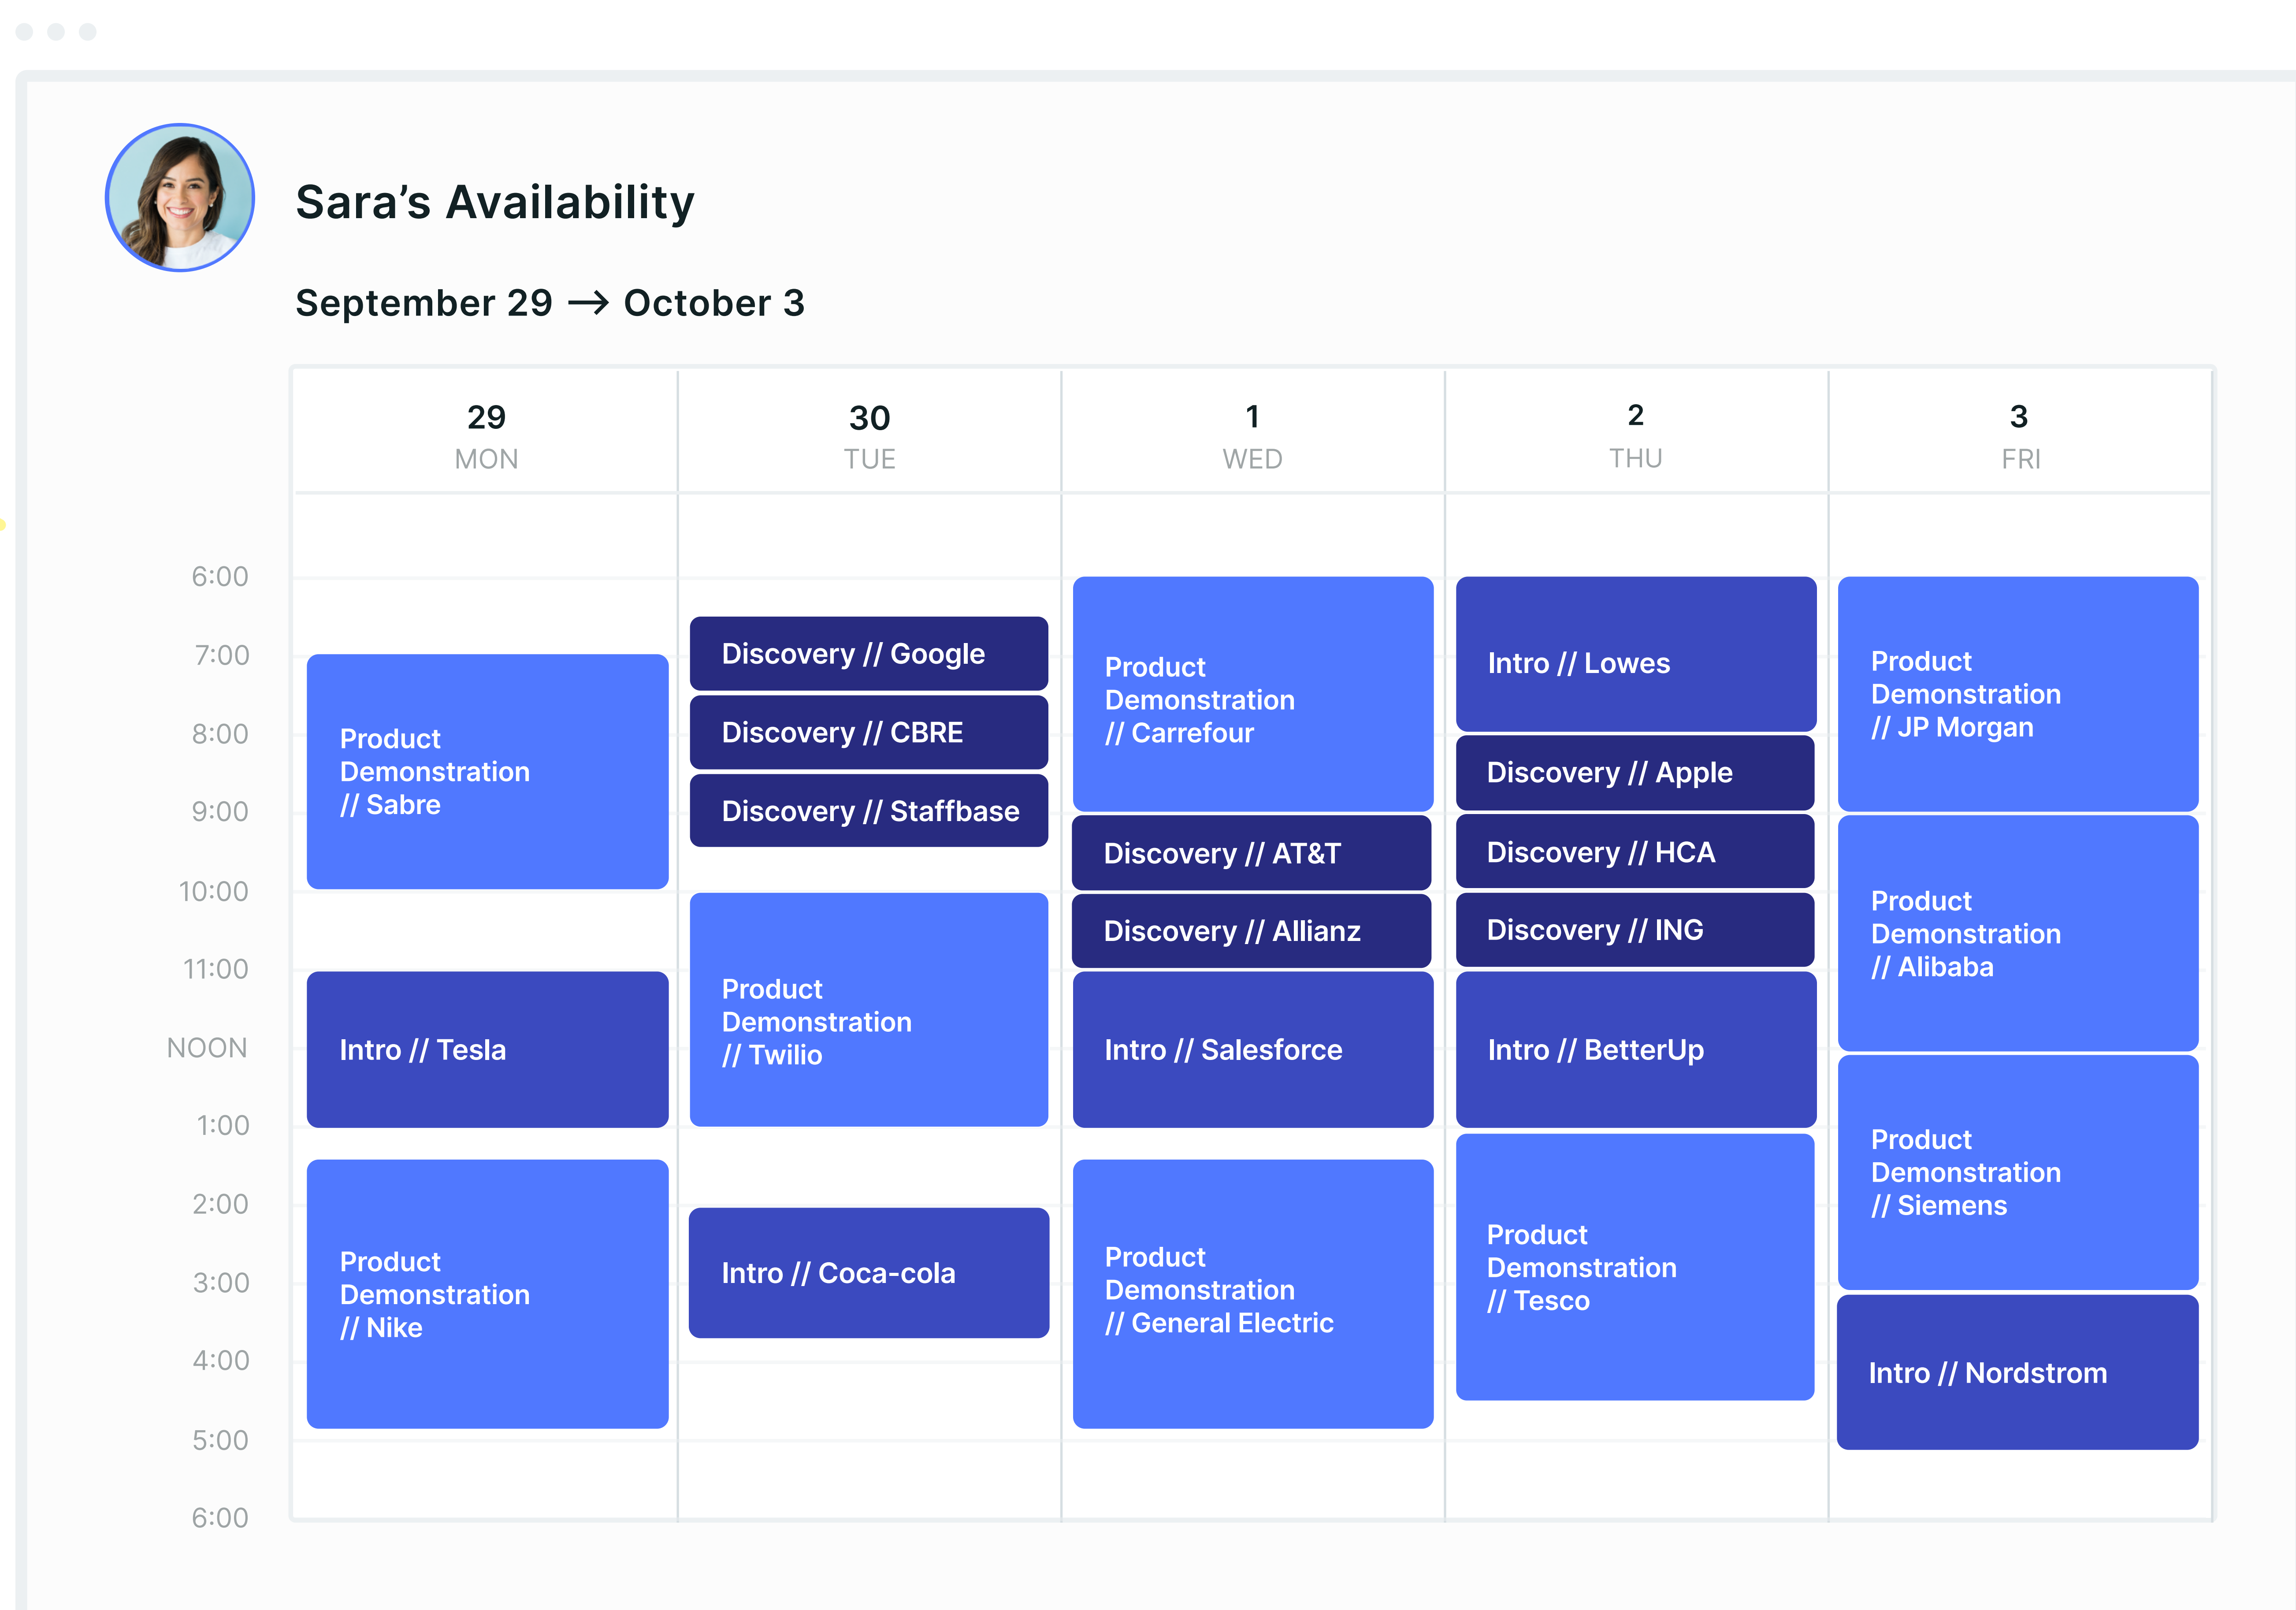 Sara’s Availability
September 29 → October 3
29
MON
30
TUE
1
WED
2
THU
3
FRI
6:00
7:00
8:00
9:00
10:00
11:00
NOON
1:00
2:00
3:00
4:00
5:00
6:00
Product
Demonstration
// Sabre
Intro // Tesla
Product
Demonstration
// Nike
Discovery // Google
Discovery // CBRE
Discovery // Staffbase
Product
Demonstration
// Twilio
Intro // Coca-cola
Product
Demonstration
// Carrefour
Discovery // AT&T
Discovery // Allianz
Intro // Salesforce
Product
Demonstration
// General Electric
Intro // Lowes
Discovery // Apple
Discovery // HCA
Discovery // ING
Intro // BetterUp
Product
Demonstration
// Tesco
Product
Demonstration
// JP Morgan
Product
Demonstration
// Alibaba
Product
Demonstration
// Siemens
Intro // Nordstrom